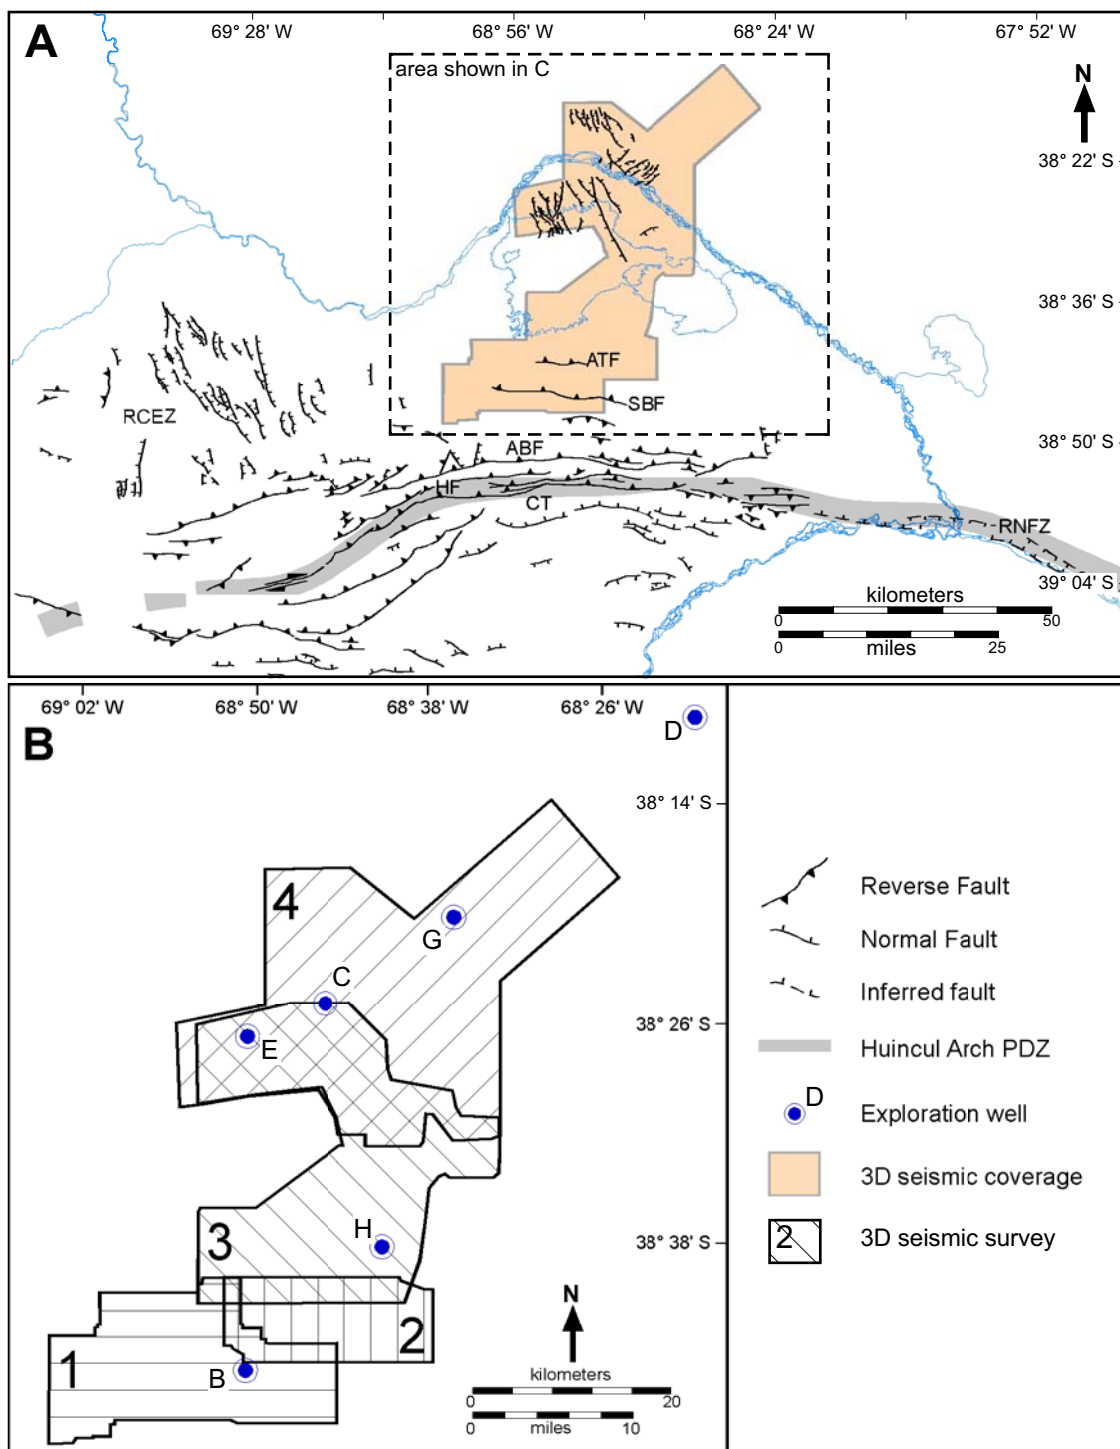 A
69° 28' W
68° 56' W
68° 24' W
67° 52' W
area shown in C
N
38° 22' S
38° 36' S
ATF
RCEZ
SBF
38° 50' S
ABF
HF
CT
RNFZ
39° 04' S
kilometers
0
50
0
miles
25
69° 02' W
68° 50' W
68° 38' W
68° 26' W
B
D
38° 14' S
4
G
C
38° 26' S
E
3
H
38° 38' S
N
2
1
B
kilometers
0
20
0
miles
10
Reverse Fault
Normal Fault
Inferred fault
Huincul Arch PDZ
D
Exploration well
3D seismic coverage
2
3D seismic survey